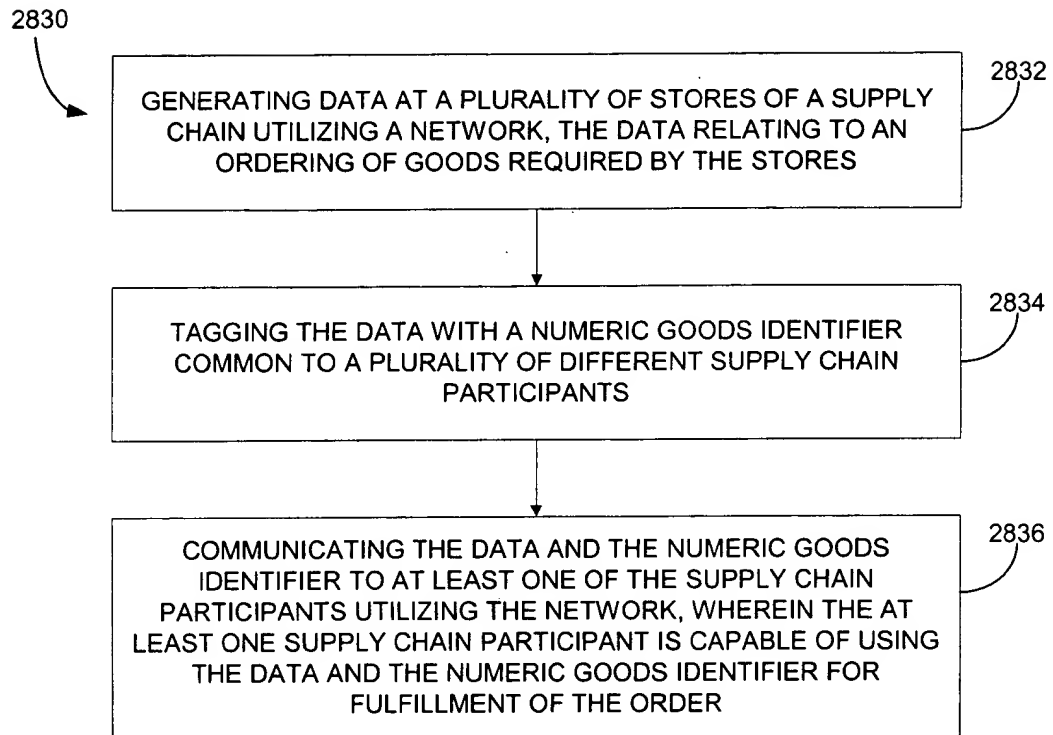 2830
2832
GENERATING DATA AT A PLURALITY OF STORES OF A SUPPLY
CHAIN UTILIZING A NETWORK, THE DATA RELATING TO AN
ORDERING OF GOODS REQUIRED BY THE STORES
2834
TAGGING THE DATA WITH A NUMERIC GOODS IDENTIFIER
COMMON TO A PLURALITY OF DIFFERENT SUPPLY CHAIN
PARTICIPANTS
2836
COMMUNICATING THE DATA AND THE NUMERIC GOODS
IDENTIFIER TO AT LEAST ONE OF THE SUPPLY CHAIN
PARTICIPANTS UTILIZING THE NETWORK, WHEREIN THE AT
LEAST ONE SUPPLY CHAIN PARTICIPANT IS CAPABLE OF USING
THE DATA AND THE NUMERIC GOODS IDENTIFIER FOR
FULFILLMENT OF THE ORDER